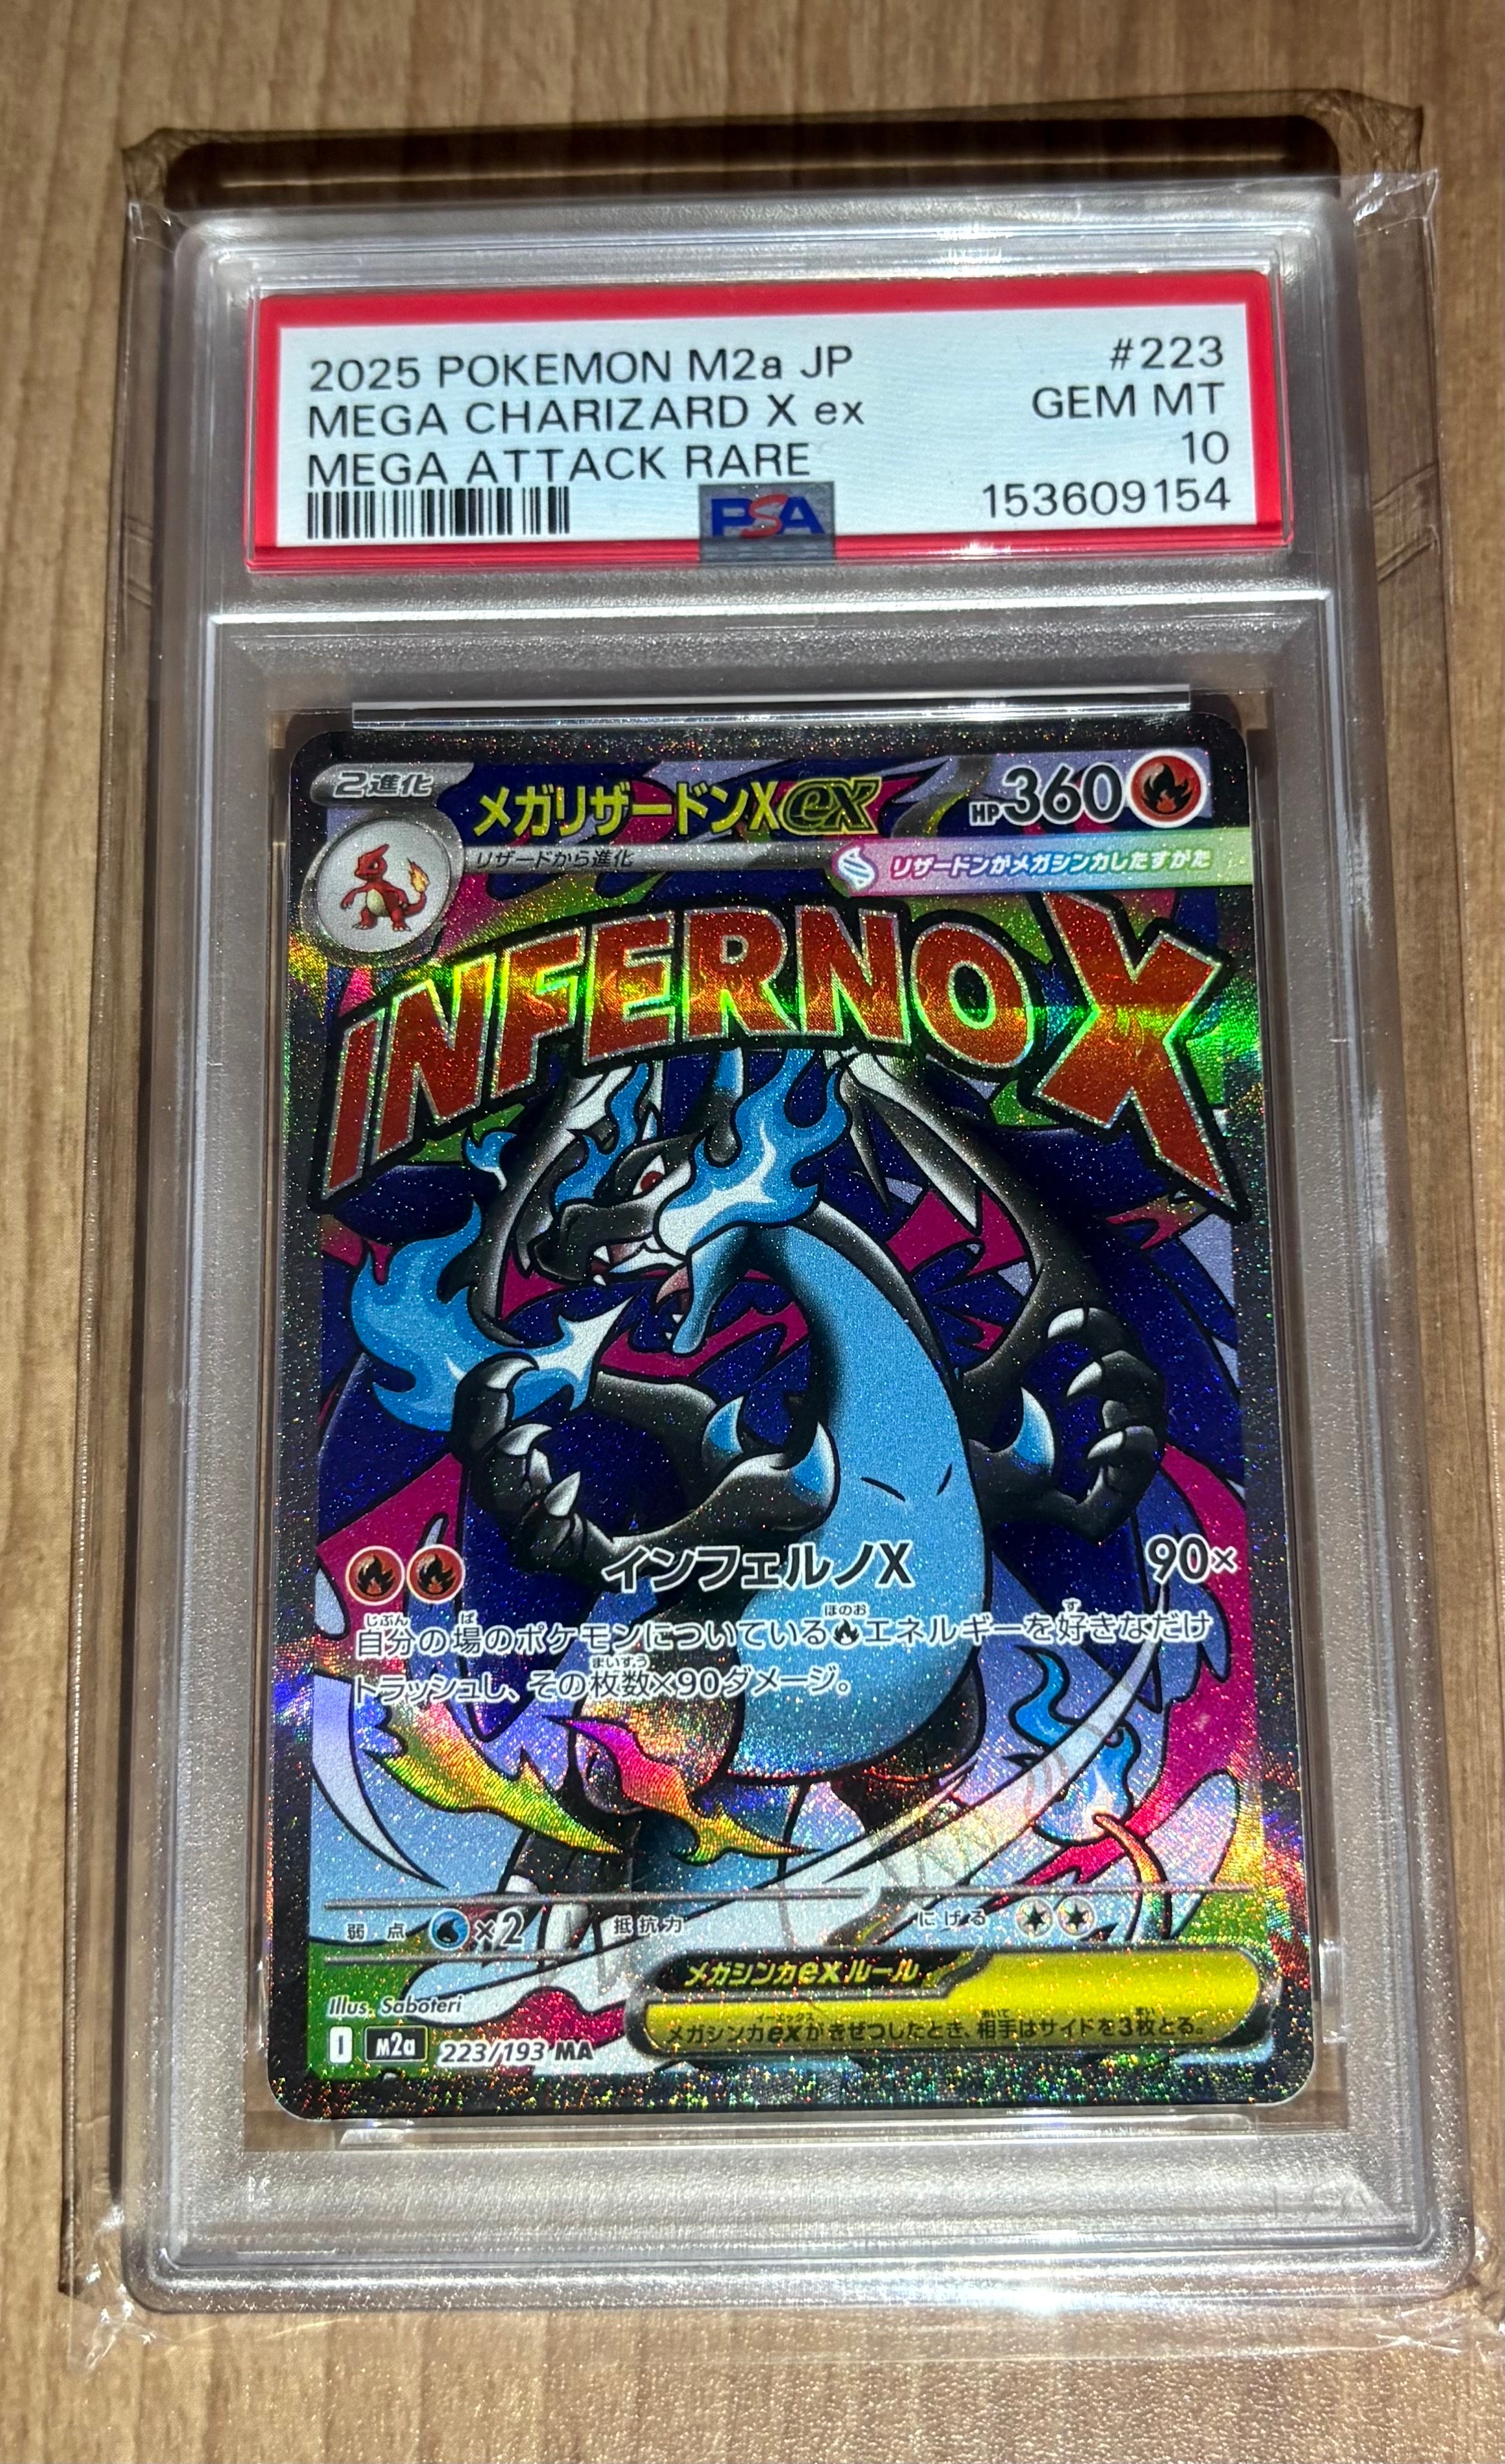 2025 POKEMON M2a JP #223
MEGA CHARIZARD X ex GEM MT
MEGA ATTACK RARE 10
PSA 153609154
2進化
メガリザードンXex HP360
リザードから進化
リザードンがメガシンカしたすがた
INFERNO X
インフェルノX 90×
自分の場のポケモンについている エネルギーを好きなだけ
トラッシュし、その枚数×90ダメージ。
弱点 ×2 抵抗力 にげる
メガシンカexルール
メガシンカexがきぜつしたとき、相手はサイドを3枚とる。
Illus. Saboteri
I M2a 223/193 MA